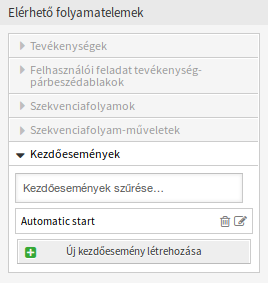 Elérhető folyamatelemek
Tevékenységek
Felhasználói feladat tevékenység-
párbeszédablakok
Szekvenciafolyamok
Szekvenciafolyam-műveletek
Kezdőesemények
Kezdőesemények szűrése...
Automatic start
Új kezdőesemény létrehozása